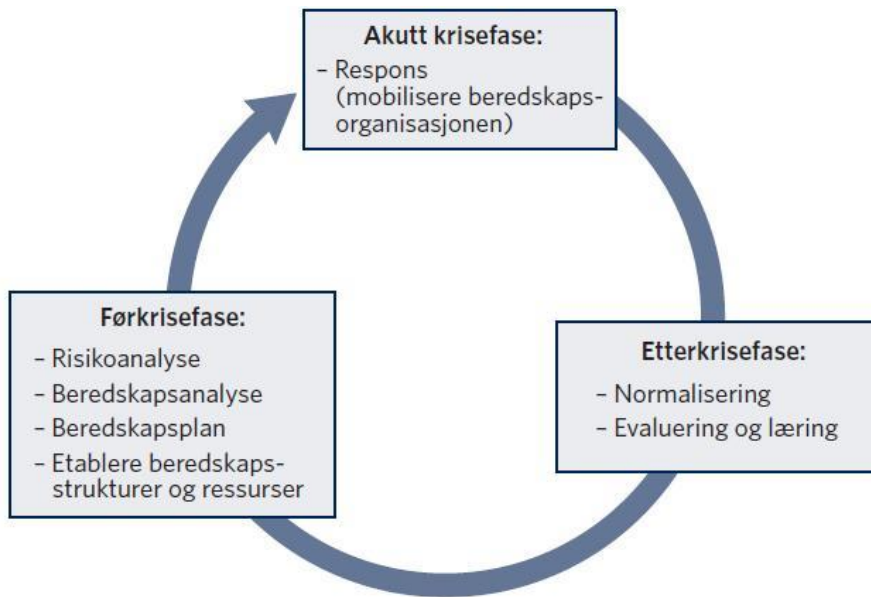 Akutt krisefase:
– Respons
(mobilisere beredskaps-
organisasjonen)
Førkrisefase:
– Risikoanalyse
– Beredskapsanalyse
– Beredskapsplan
– Etablere beredskaps-
strukturer og ressurser
Etterkrisefase:
– Normalisering
– Evaluering og læring